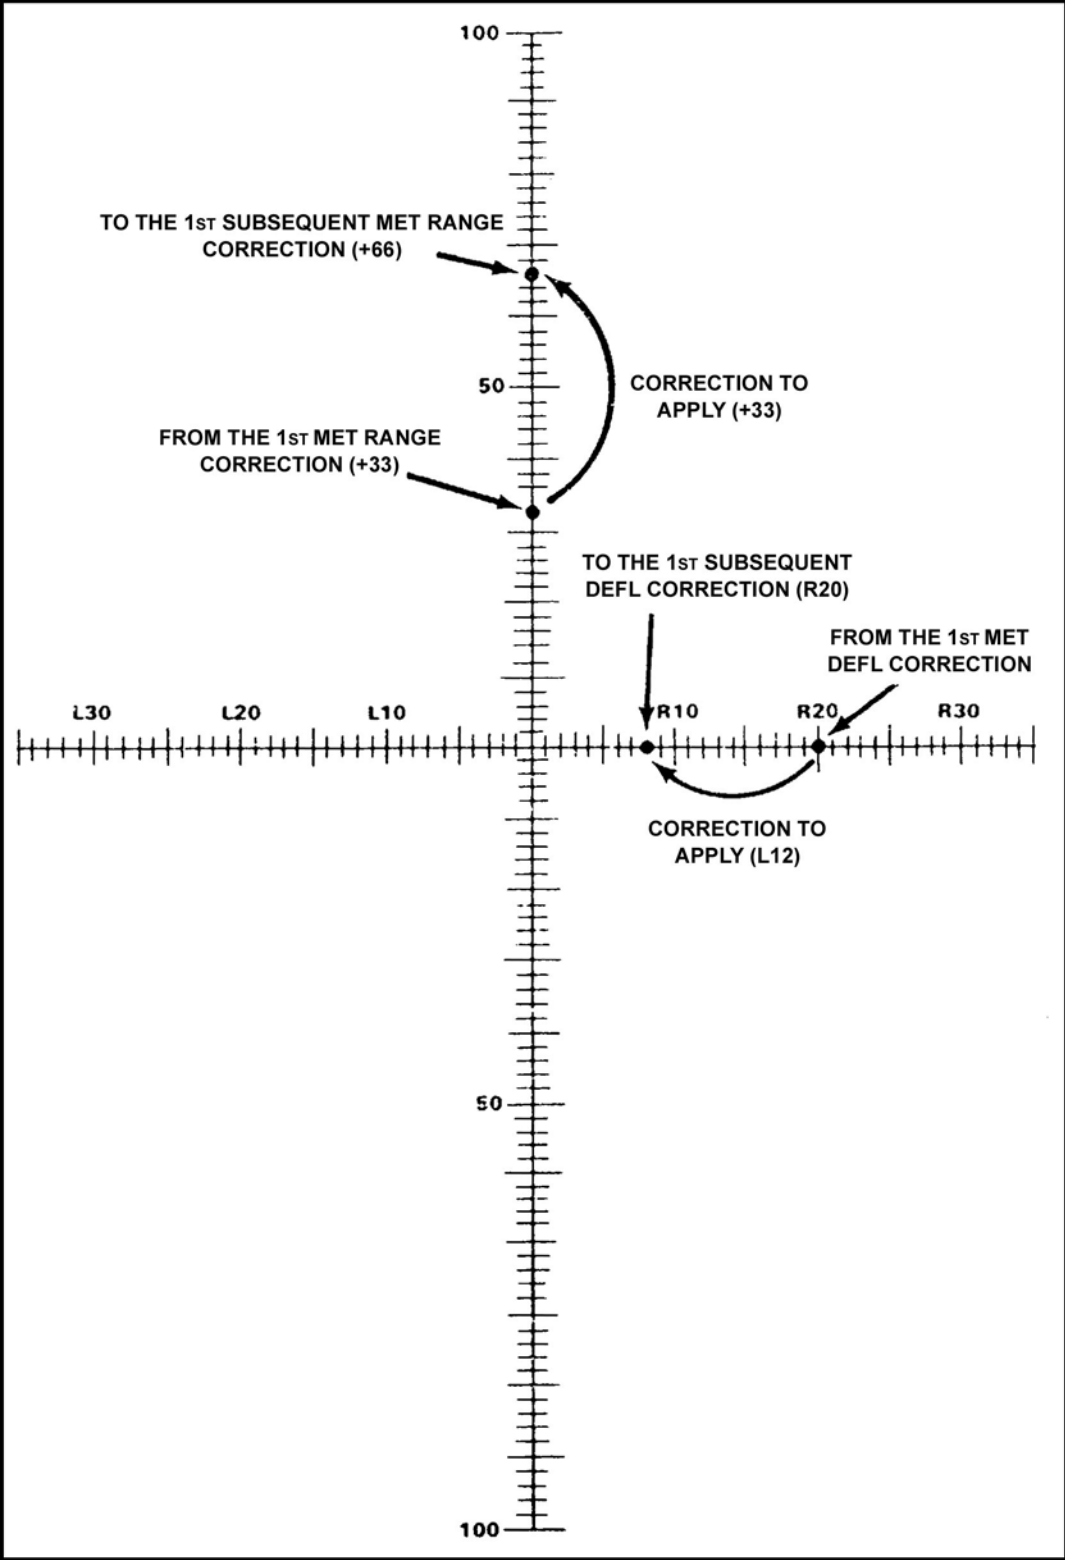 100
TO THE 1ST SUBSEQUENT MET RANGE
CORRECTION (+66)
50
CORRECTION TO
APPLY (+33)
FROM THE 1ST MET RANGE
CORRECTION (+33)
TO THE 1ST SUBSEQUENT
DEFL CORRECTION (R20)
FROM THE 1ST MET
DEFL CORRECTION
L30 L20 L10 R10 R20 R30
CORRECTION TO
APPLY (L12)
50
100